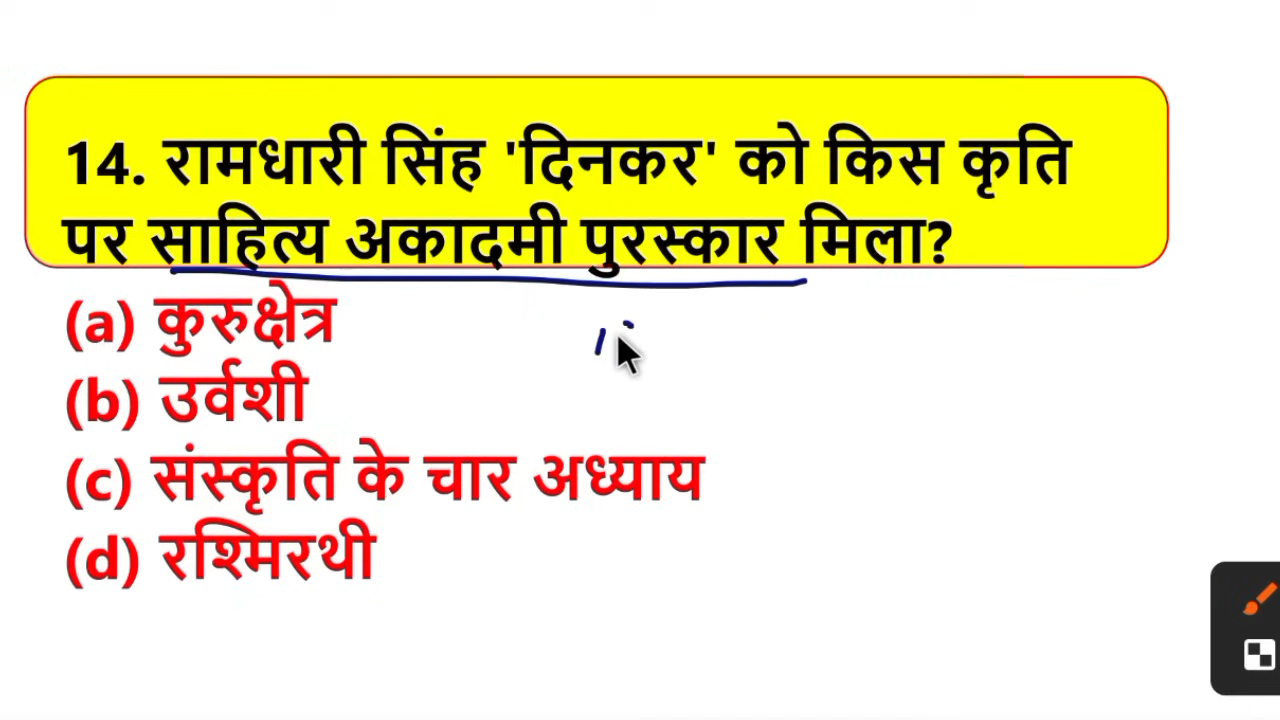 14. रामधारी सिंह 'दिनकर' को किस कृति
पर साहित्य अकादमी पुरस्कार मिला?
(a) कुरुक्षेत्र
(b) उर्वशी
(c) संस्कृति के चार अध्याय
(d) रश्मिरथी